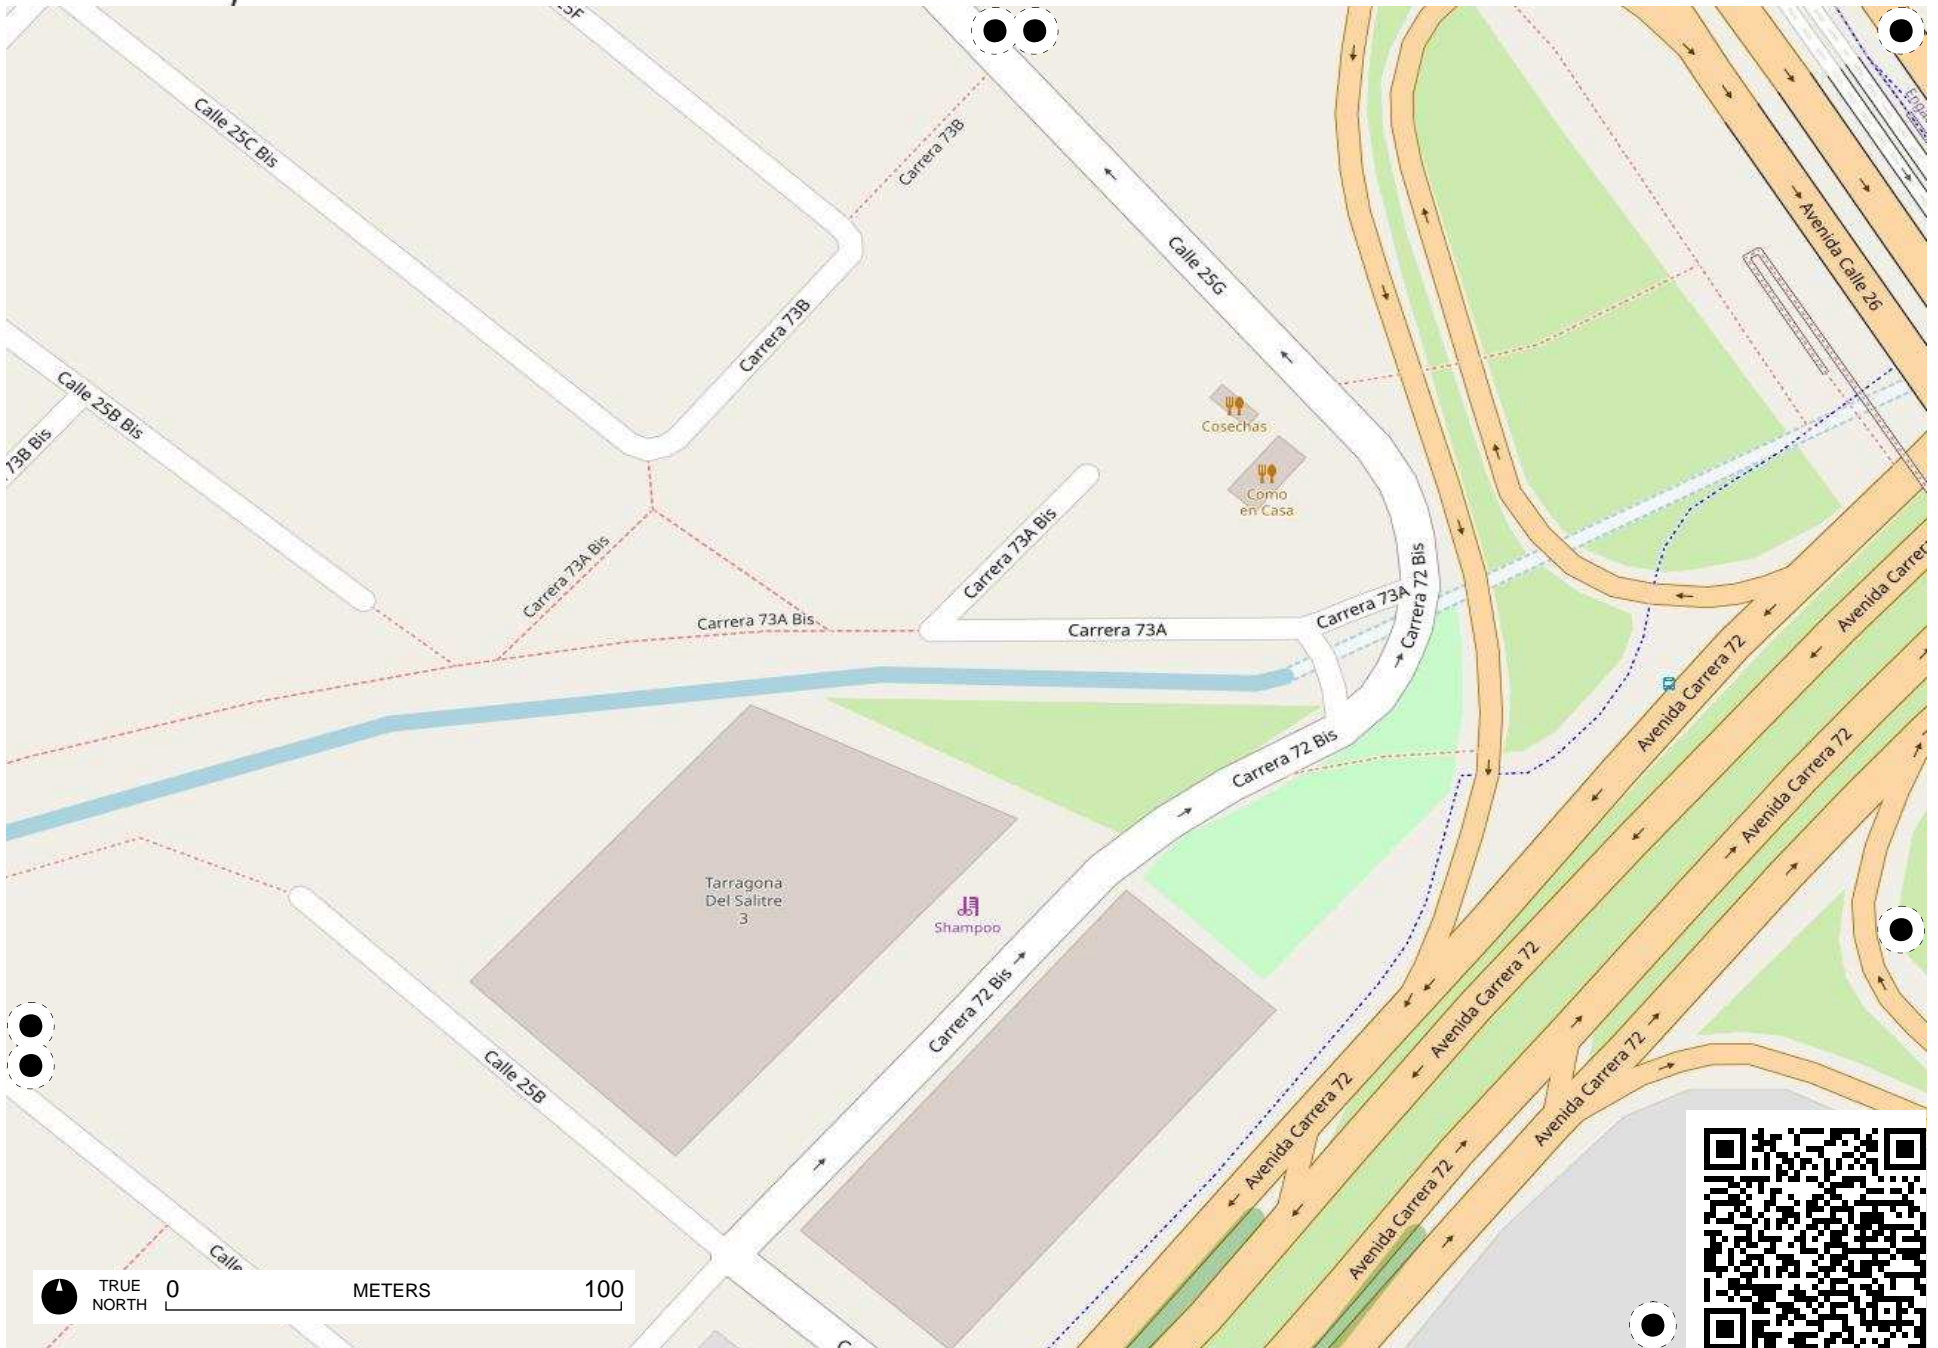 25F
Calle 25C Bis
Carrera 73B
Calle 25G
Avenida Calle 26
Carrera 73B
Calle 25B Bis
73B Bis
Cosechas
Como
en Casa
Carrera 73A Bis
Carrera 73A Bis
Carrera 73A Bis
Carrera 73A
Carrera 73A
Carrera 72 Bis
Avenida Carrera 72
Carrera 72 Bis
Avenida Carrera 72
Tarragona
Del Salitre
3
Shampoo
Carrera 72 Bis
Avenida Carrera 72
Calle 25B
Avenida Carrera 72
Avenida Carrera 72
Avenida Carrera 72
Calle
TRUE
NORTH
0 METERS 100